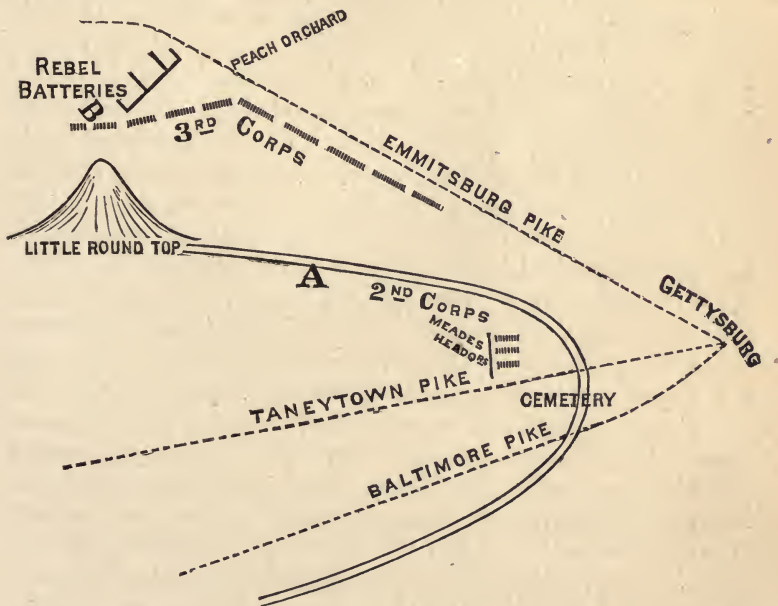 PEACH ORCHARD
REBEL
BATTERIES
B
3RD CORPS
EMMITSBURG PIKE
LITTLE ROUND TOP
A
2ND CORPS
MEADES
HEADQRS
GETTYSBURG
TANEYTOWN PIKE
CEMETERY
BALTIMORE PIKE